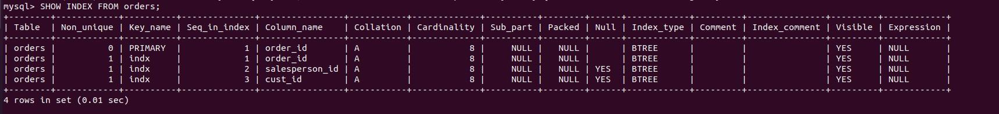 mysql> SHOW INDEX FROM orders;
+--------+------------+----------+--------------+----------------+-----------+-------------+----------+--------+------+------------+---------+---------------+---------+------------+
| Table  | Non_unique | Key_name | Seq_in_index | Column_name    | Collation | Cardinality | Sub_part | Packed | Null | Index_type | Comment | Index_comment | Visible | Expression |
+--------+------------+----------+--------------+----------------+-----------+-------------+----------+--------+------+------------+---------+---------------+---------+------------+
| orders |          0 | PRIMARY  |            1 | order_id       | A         |           8 |     NULL |   NULL |      | BTREE      |         |               | YES     | NULL       |
| orders |          1 | indx     |            1 | order_id       | A         |           8 |     NULL |   NULL |      | BTREE      |         |               | YES     | NULL       |
| orders |          1 | indx     |            2 | salesperson_id | A         |           8 |     NULL |   NULL | YES  | BTREE      |         |               | YES     | NULL       |
| orders |          1 | indx     |            3 | cust_id        | A         |           8 |     NULL |   NULL | YES  | BTREE      |         |               | YES     | NULL       |
+--------+------------+----------+--------------+----------------+-----------+-------------+----------+--------+------+------------+---------+---------------+---------+------------+
4 rows in set (0.01 sec)